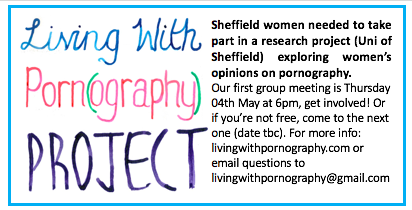 Living With
Porn(ography)
PROJECT
Sheffield women needed to take
part in a research project (Uni of
Sheffield) exploring women's
opinions on pornography.
Our first group meeting is Thursday
04th May at 6pm, get involved! Or
if you're not free, come to the next
one (date tbc). For more info:
livingwithpornography.com or
email questions to
livingwithpornography@gmail.com